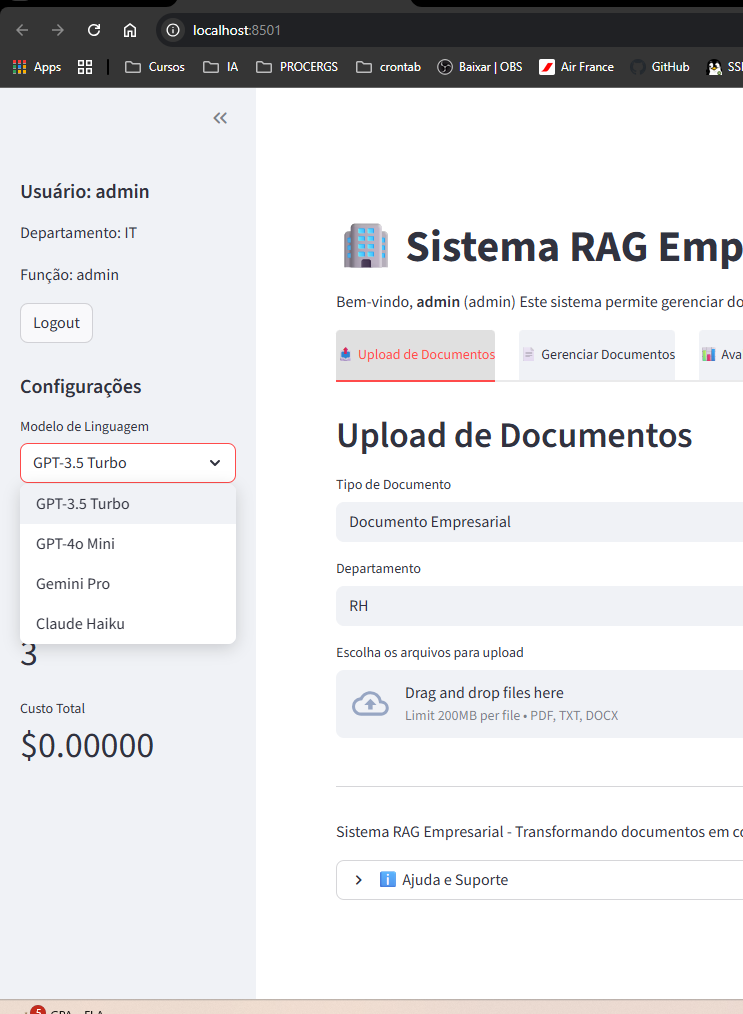 localhost:8501
Apps
Cursos
IA
PROCERGS
crontab
Baixar | OBS
Air France
GitHub
Usuário: admin
Departamento: IT
Função: admin
Logout
Configurações
Modelo de Linguagem
GPT-3.5 Turbo
GPT-3.5 Turbo
GPT-4o Mini
Gemini Pro
Claude Haiku
3
Custo Total
$0.00000
Sistema RAG Emp
Bem-vindo, admin (admin) Este sistema permite gerenciar do
Upload de Documentos
Gerenciar Documentos
Ava
Upload de Documentos
Tipo de Documento
Documento Empresarial
Departamento
RH
Escolha os arquivos para upload
Drag and drop files here
Limit 200MB per file • PDF, TXT, DOCX
Sistema RAG Empresarial - Transformando documentos em co
Ajuda e Suporte
5